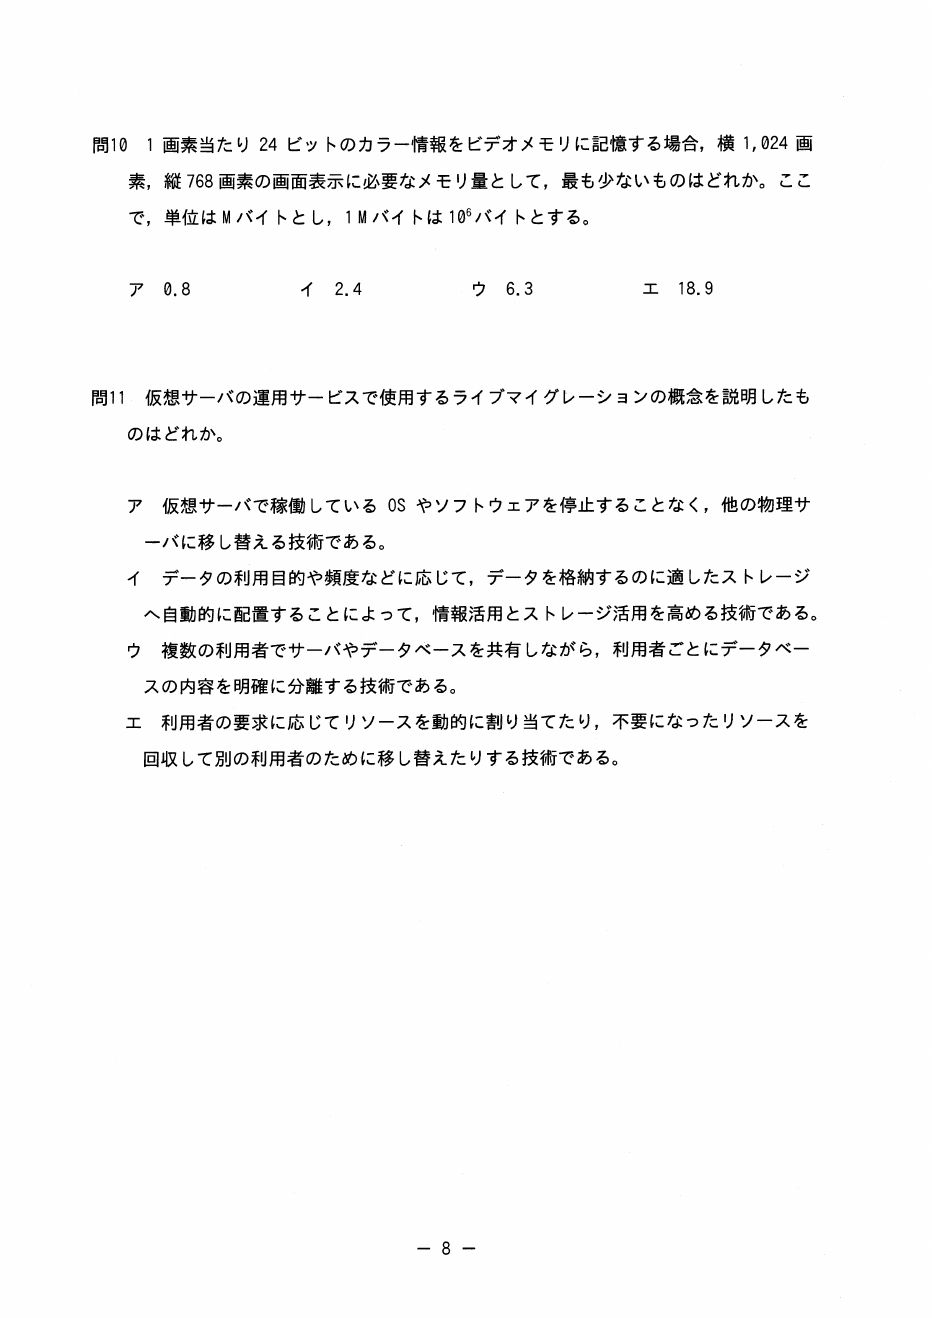 問10 1 画素当たり 24 ビットのカラー情報をビデオメモリに記憶する場合，横 1,024 画
素，縦 768 画素の画面表示に必要なメモリ量として，最も少ないものはどれか。ここ
で，単位は M バイトとし，1 M バイトは 10⁶バイトとする。
ア 0.8 イ 2.4 ウ 6.3 エ 18.9
問11 仮想サーバの運用サービスで使用するライブマイグレーションの概念を説明したも
のはどれか。
ア 仮想サーバで稼働している OS やソフトウェアを停止することなく，他の物理サ
ーバに移し替える技術である。
イ データの利用目的や頻度などに応じて，データを格納するのに適したストレージ
へ自動的に配置することによって，情報活用とストレージ活用を高める技術である。
ウ 複数の利用者でサーバやデータベースを共有しながら，利用者ごとにデータベー
スの内容を明確に分離する技術である。
エ 利用者の要求に応じてリソースを動的に割り当てたり，不要になったリソースを
回収して別の利用者のために移し替えたりする技術である。
－ 8 －